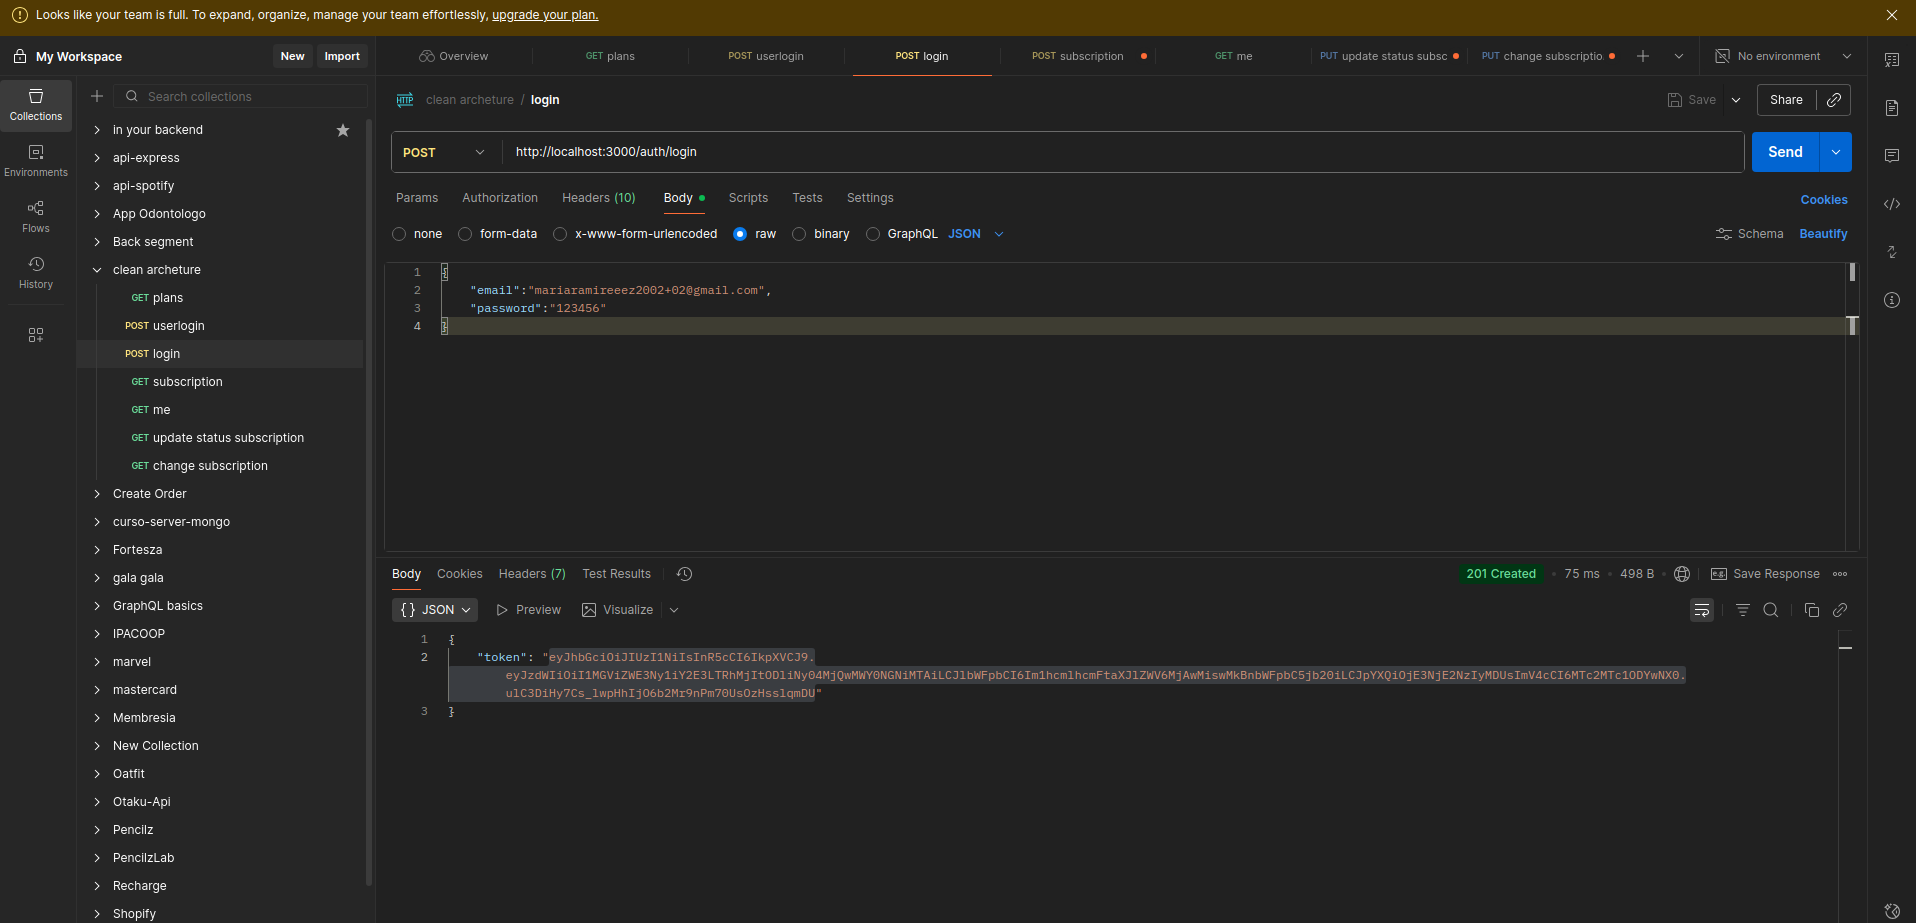 Looks like your team is full. To expand, organize, manage your team effortlessly, upgrade your plan.
My Workspace
New
Import
Overview
GET plans
POST userlogin
POST login
POST subscription
GET me
PUT update status subsc
PUT change subscriptio
No environment
Collections
Environments
Flows
History
Search collections
in your backend
api-express
api-spotify
App Odontologo
Back segment
clean archeture
GET plans
POST userlogin
POST login
GET subscription
GET me
GET update status subscription
GET change subscription
Create Order
curso-server-mongo
Fortesza
gala gala
GraphQL basics
IPACOOP
marvel
mastercard
Membresia
New Collection
Oatfit
Otaku-Api
Pencilz
PencilzLab
Recharge
Shopify
HTTP clean archeture / login
Save
Share
POST
http://localhost:3000/auth/login
Send
Params
Authorization
Headers (10)
Body
Scripts
Tests
Settings
Cookies
none
form-data
x-www-form-urlencoded
raw
binary
GraphQL
JSON
Schema
Beautify
1 {
2 "email":"mariaramireeez2002+02@gmail.com",
3 "password":"123456"
4 }
Body
Cookies
Headers (7)
Test Results
201 Created
75 ms
498 B
e.g. Save Response
{} JSON
Preview
Visualize
1 {
2 "token": "eyJhbGciOiJIUzI1NiIsInR5cCI6IkpXVCJ9.
eyJzdWIiOiI1MGViZWE3Ny1iY2E3LTRhMjItODliNy04MjQwMWY0NGNiMTAiLCJlbWFpbCI6Im1hcmlhcmFtaXJlZWV6MjAwMiswMkBnbWFpbC5jb20iLCJpYXQiOjE3NjE2NzIyMDUsImV4cCI6MTc2MTc1ODYwNX0.
ulC3DiHy7Cs_lwpHhIjO6b2Mr9nPm70UsOzHsslqmDU"
3 }